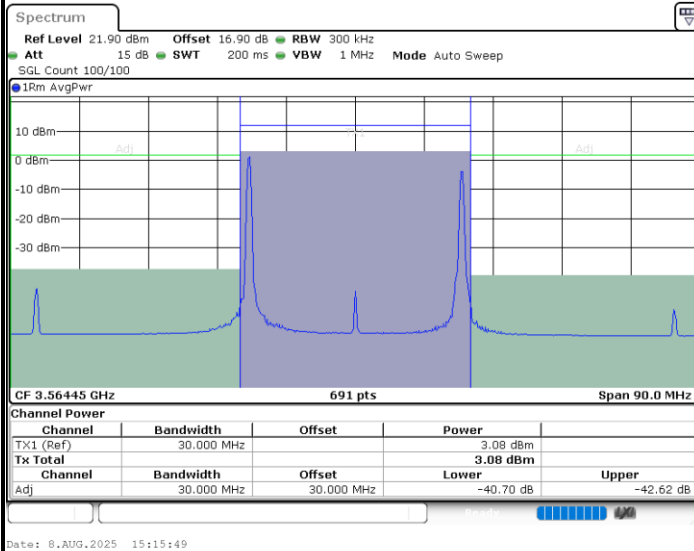 Spectrum
Ref Level 21.90 dBm Offset 16.90 dB RBW 300 kHz
Att 15 dB SWT 200 ms VBW 1 MHz Mode Auto Sweep
SGL Count 100/100
1Rm AvgPwr
10 dBm
Adj Adj
0 dBm
-10 dBm
-20 dBm
-30 dBm
CF 3.56445 GHz 691 pts Span 90.0 MHz
Channel Power
Channel Bandwidth Offset Power
TX1 (Ref) 30.000 MHz 3.08 dBm
Tx Total 3.08 dBm
Channel Bandwidth Offset Lower Upper
Adj 30.000 MHz 30.000 MHz -40.70 dB -42.62 dB
Ready
Date: 8.AUG.2025 15:15:49